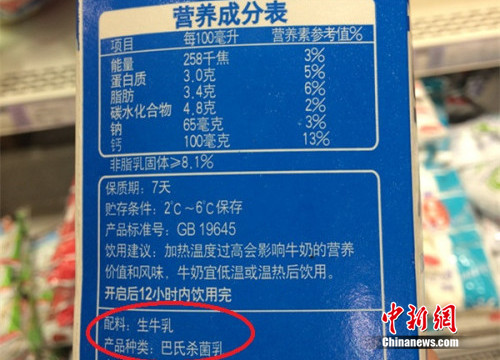 营养成分表
项目 每100毫升 营养素参考值%
能量 258千焦 3%
蛋白质 3.0克 5%
脂肪 3.4克 6%
碳水化合物 4.8克 2%
钠 65毫克 3%
钙 100毫克 13%
非脂乳固体≥8.1%
保质期：7天
贮存条件：2℃～6℃保存
产品标准号：GB 19645
饮用建议：加热温度过高会影响牛奶的营养
价值和风味，牛奶宜低温或温热后饮用。
开启后12小时内饮用完
配料：生牛乳
产品种类：巴氏杀菌乳
中新网
Chinanews.com